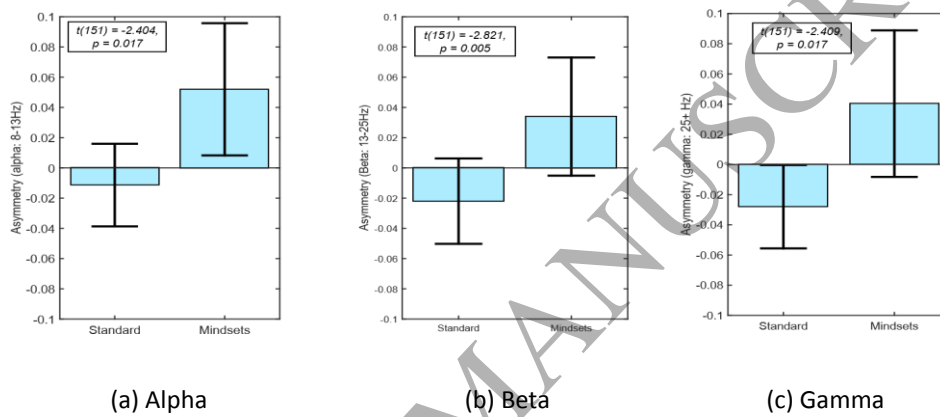 t(151) = -2.404,
p = 0.017
Asymmetry (alpha: 8-13Hz)
0.1
0.08
0.06
0.04
0.02
0
-0.02
-0.04
-0.06
-0.08
-0.1
Standard Mindsets
(a) Alpha
t(151) = -2.821,
p = 0.005
Asymmetry (Beta: 13-25Hz)
0.1
0.08
0.06
0.04
0.02
0
-0.02
-0.04
-0.06
-0.08
-0.1
Standard Mindsets
(b) Beta
t(151) = -2.409,
p = 0.017
Asymmetry (gamma: 25+ Hz)
0.1
0.08
0.06
0.04
0.02
0
-0.02
-0.04
-0.06
-0.08
-0.1
Standard Mindsets
(c) Gamma
MANUSCR